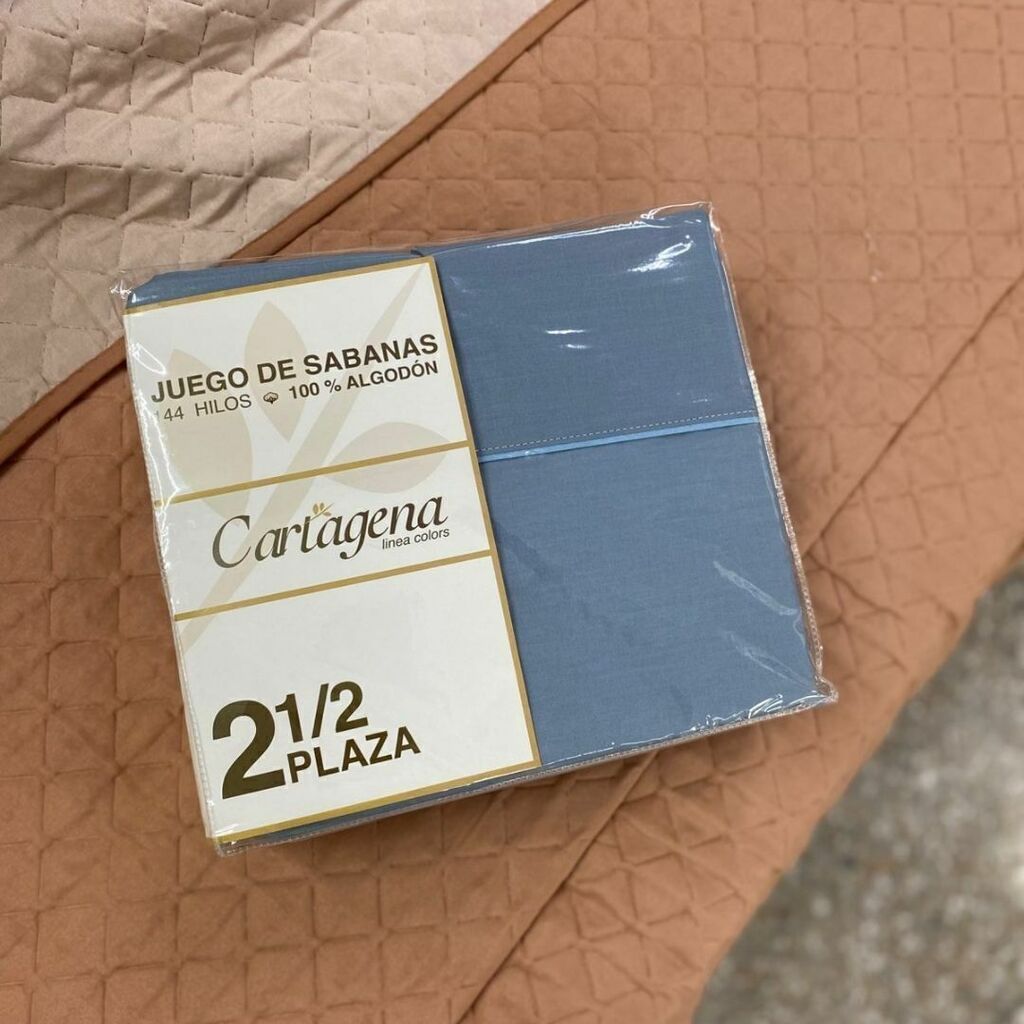 JUEGO DE SABANAS
144 HILOS 100 % ALGODÓN
Cartagena
linea colors
2 1/2
PLAZA